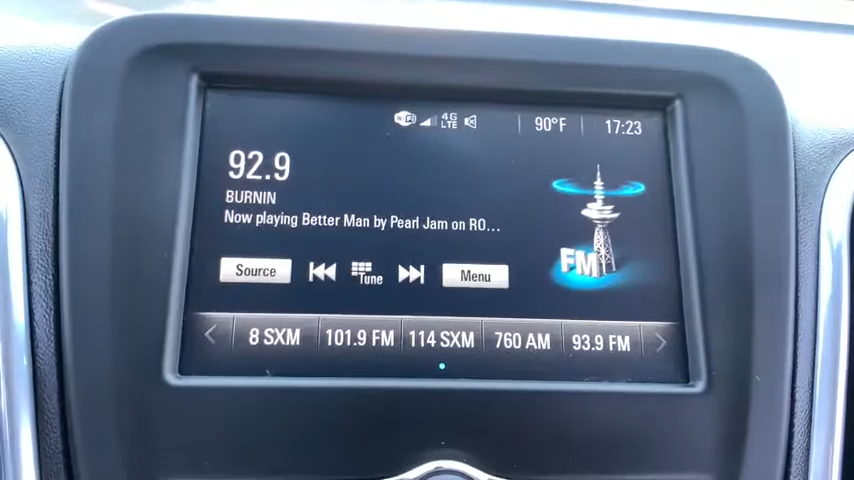 WiFi 4G LTE 90°F 17:23
92.9
BURNIN
Now playing Better Man by Pearl Jam on RO...
FM
Source Tune Menu
8 SXM 101.9 FM 114 SXM 760 AM 93.9 FM